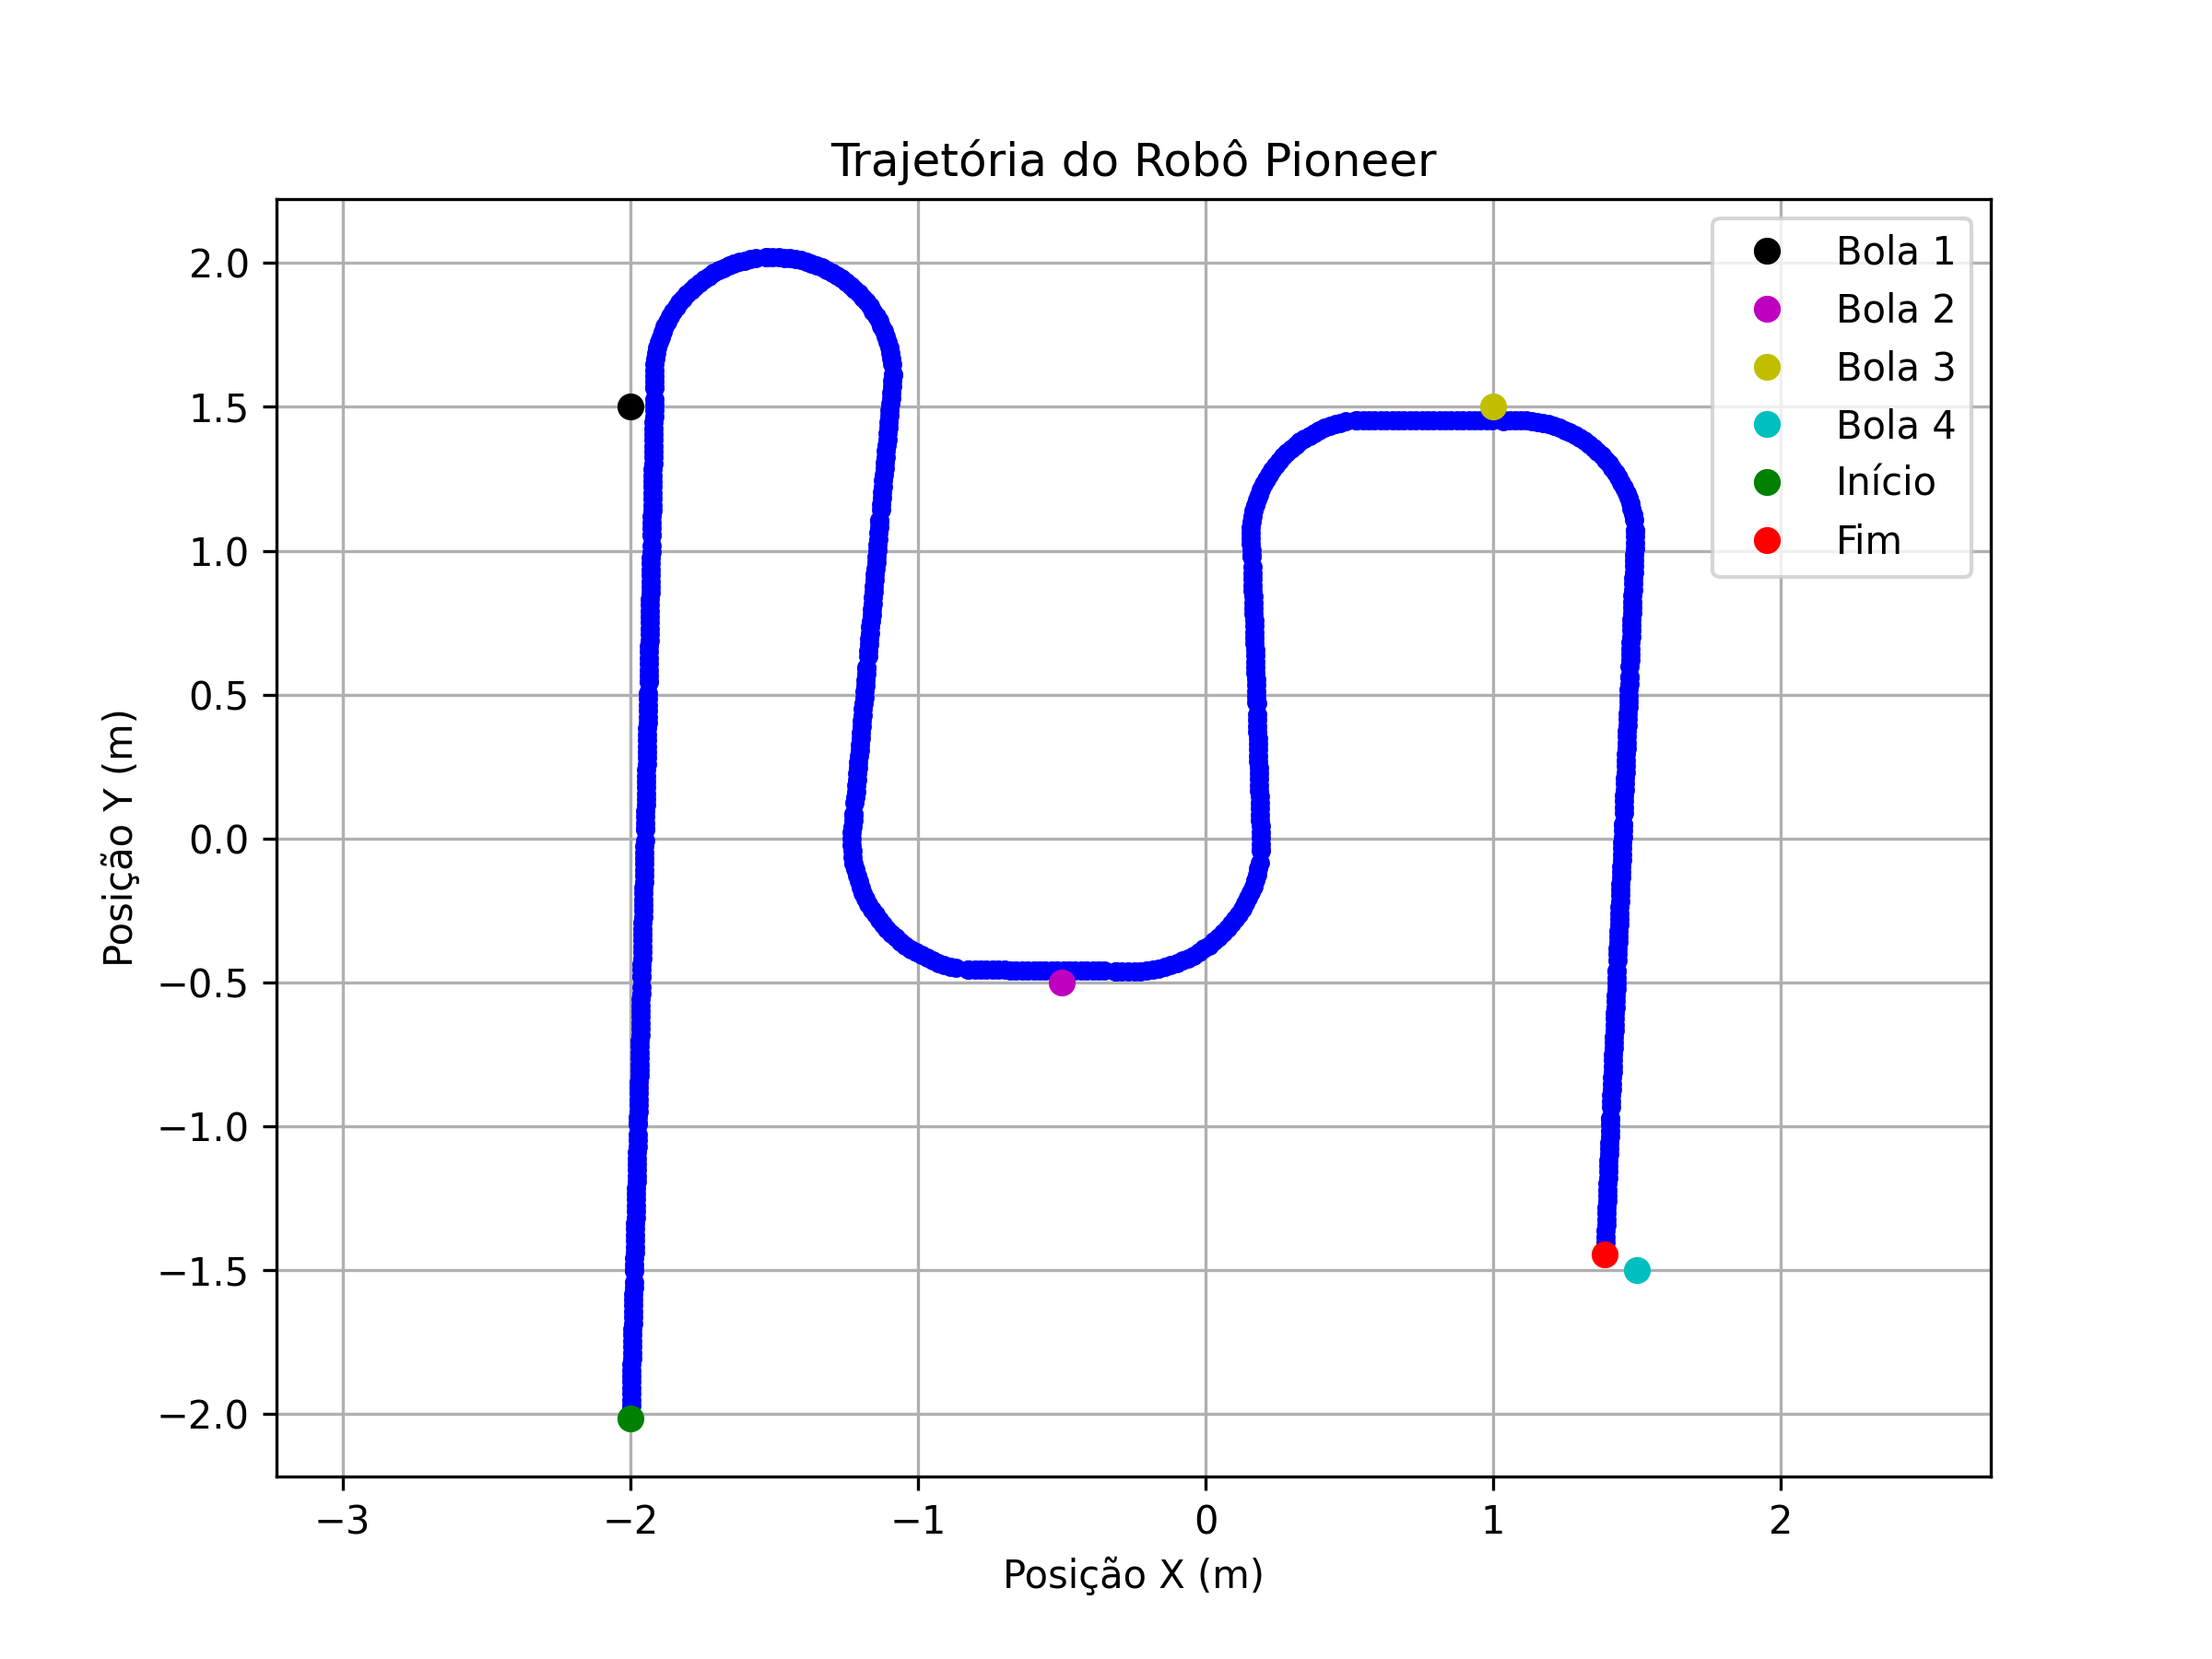 Trajetória do Robô Pioneer
Bola 1
Bola 2
Bola 3
Bola 4
Início
Fim
2.0
1.5
1.0
0.5
0.0
−0.5
−1.0
−1.5
−2.0
Posição Y (m)
−3 −2 −1 0 1 2
Posição X (m)